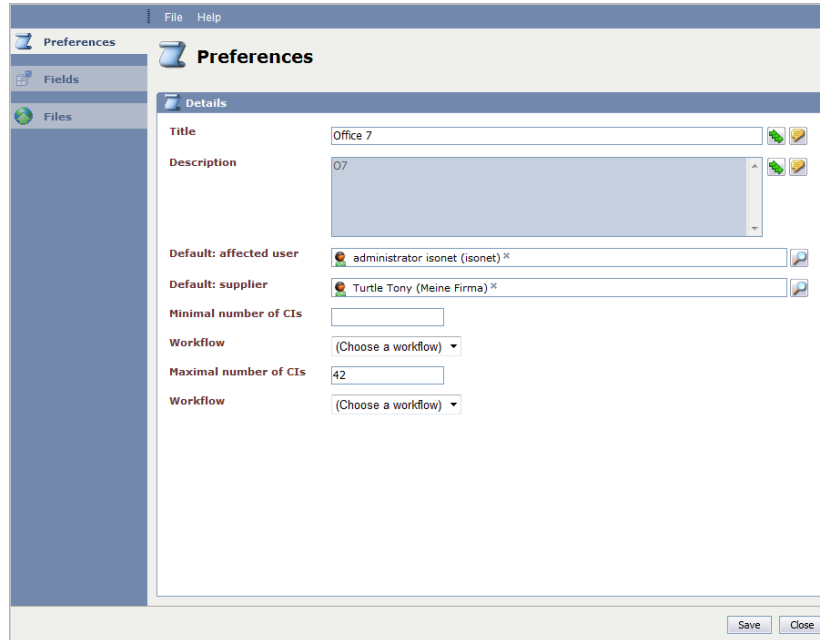 File Help
Preferences
Fields
Files
Preferences
Details
Title
Office 7
Description
O7
Default: affected user
administrator isonet (isonet)
Default: supplier
Turtle Tony (Meine Firma)
Minimal number of CIs
Workflow
(Choose a workflow)
Maximal number of CIs
42
Workflow
(Choose a workflow)
Save Close